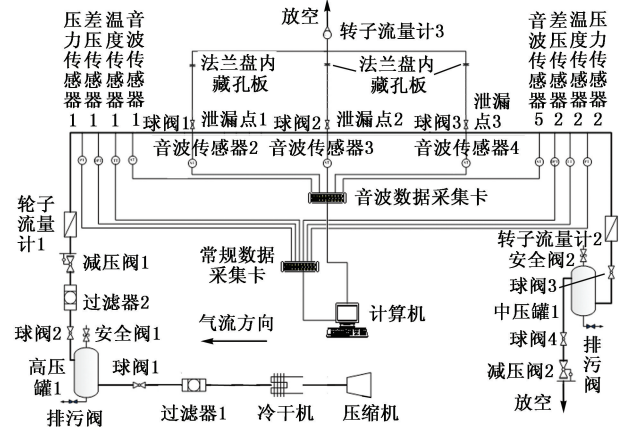 放空
转子流量计3
压力传感器1
差压传感器1
温度传感器1
音波传感器1
法兰盘内
藏孔板
法兰盘内
藏孔板
音波传感器5
差压传感器2
温度传感器2
压力传感器2
球阀1
泄漏点1
球阀2
泄漏点2
球阀3
泄漏
点3
音波传感器2
音波传感器3
音波传感器4
音波数据采集卡
轮子
流量
计1
减压阀1
过滤器2
常规数据
采集卡
转子流量计2
安全阀2
球阀3
中压罐1
计算机
气流方向
球阀2
安全阀1
高压
罐1
球阀1
球阀4
减压阀2
排污
阀
排污阀
过滤器1
冷干机
压缩机
放空